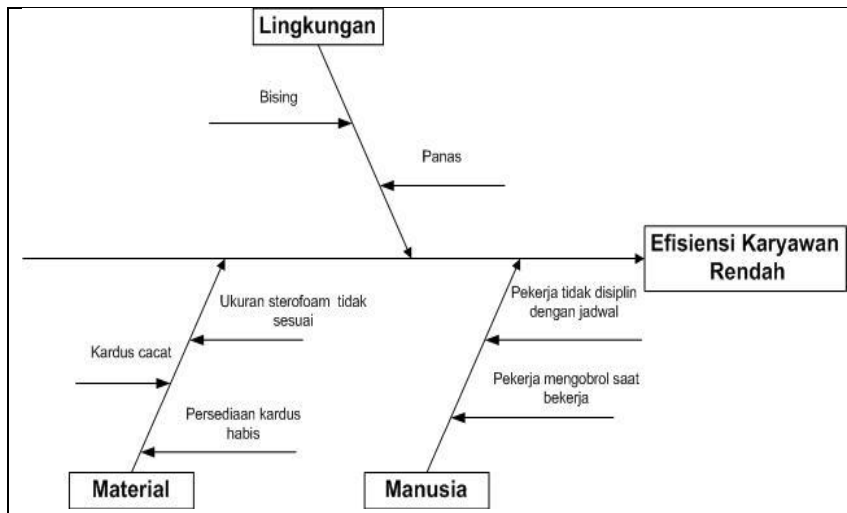 Lingkungan
Bising
Panas
Efisiensi Karyawan
Rendah
Ukuran sterofoam tidak
sesuai
Kardus cacat
Persediaan kardus
habis
Material
Pekerja tidak disiplin
dengan jadwal
Pekerja mengobrol saat
bekerja
Manusia